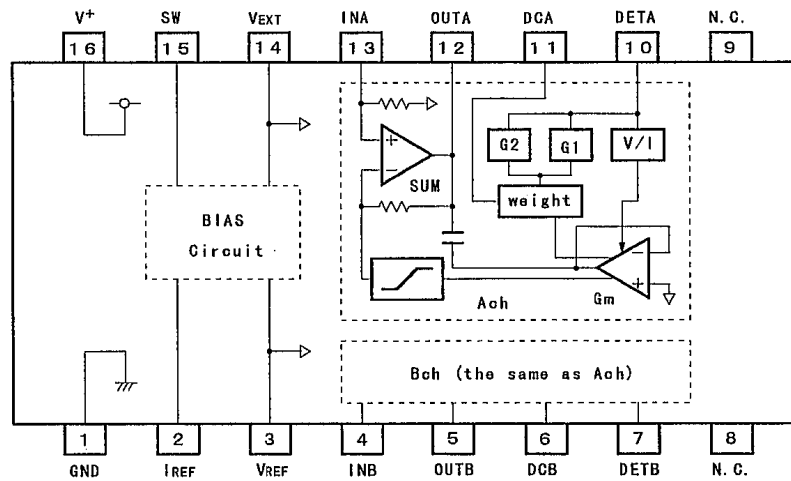 V+ SW VEXT INA OUTA DCA DETA N.C.
16 15 14 13 12 11 10 9
G2 G1 V/I
+
−
SUM
weight
BIAS
Circuit
−
+
Ach Gm
Bch (the same as Ach)
1 2 3 4 5 6 7 8
GND IREF VREF INB OUTB DCB DETB N.C.